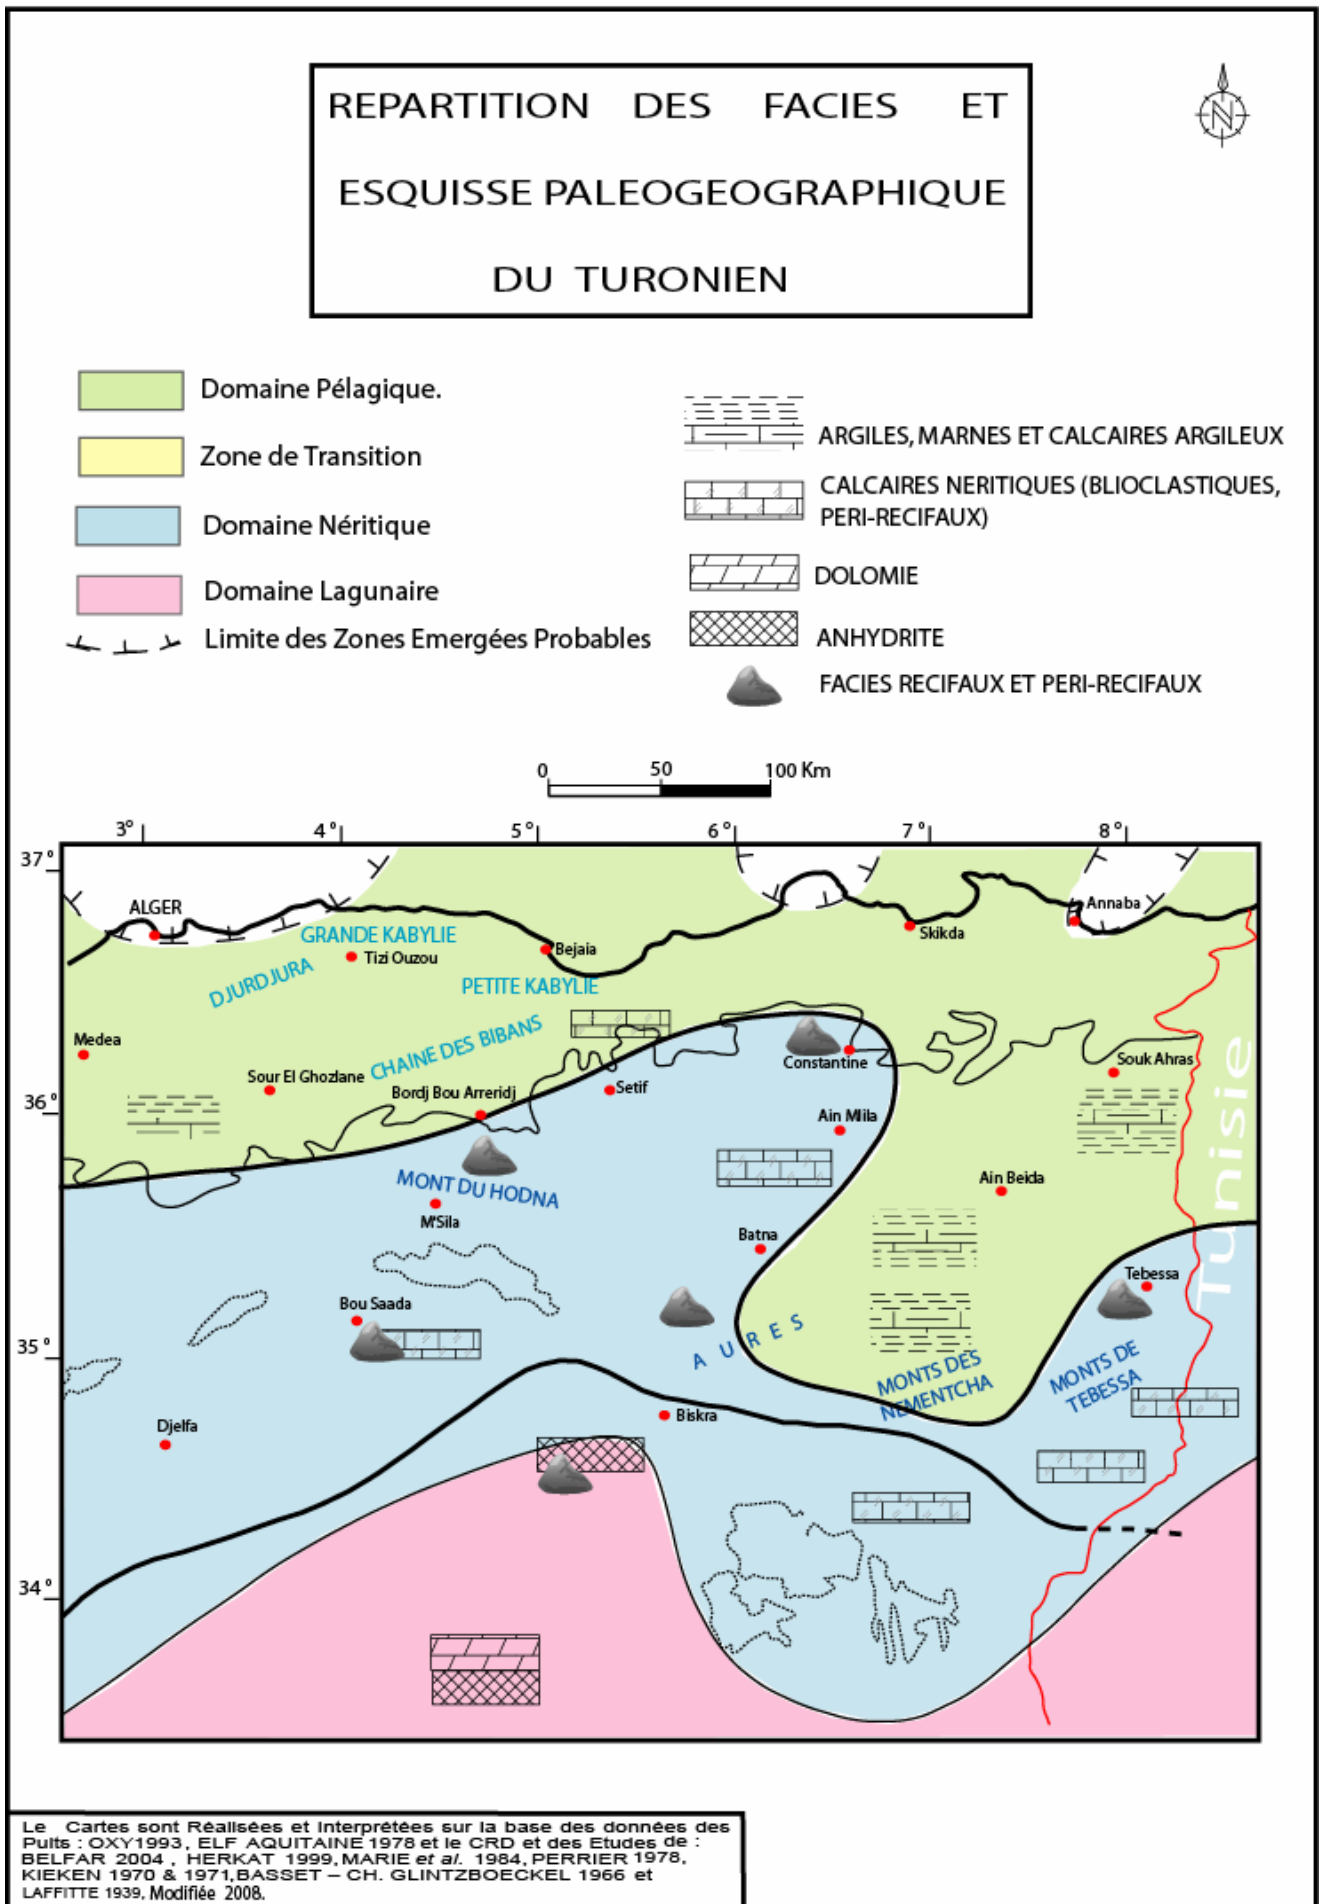 REPARTITION DES FACIES ET
ESQUISSE PALEOGEOGRAPHIQUE
DU TURONIEN
N
Domaine Pélagique.
Zone de Transition
Domaine Néritique
Domaine Lagunaire
Limite des Zones Emergées Probables
ARGILES, MARNES ET CALCAIRES ARGILEUX
CALCAIRES NERITIQUES (BLIOCLASTIQUES,
PERI-RECIFAUX)
DOLOMIE
ANHYDRITE
FACIES RECIFAUX ET PERI-RECIFAUX
0 50 100 Km
3° 4° 5° 6° 7° 8°
37°
ALGER
Annaba
GRANDE KABYLIE
Skikda
Tizi Ouzou
Bejaia
DJURDJURA
PETITE KABYLIE
Medea
CHAINE DES BIBANS
Constantine
Souk Ahras
Sour El Ghozlane
Bordj Bou Arreridj
Setif
36°
Ain Mlila
Tunisie
MONT DU HODNA
Ain Beida
M'Sila
Batna
Tebessa
Bou Saada
35°
AURES
MONTS DES
NEMENTCHA
MONTS DE
TEBESSA
Djelfa
Biskra
34°
Le Cartes sont Réalisées et Interprétées sur la base des données des
Puits : OXY1993, ELF AQUITAINE 1978 et le CRD et des Etudes de :
BELFAR 2004 , HERKAT 1999, MARIE et al. 1984, PERRIER 1978,
KIEKEN 1970 & 1971, BASSET – CH. GLINTZBOECKEL 1966 et
LAFFITTE 1939, Modifiée 2008.